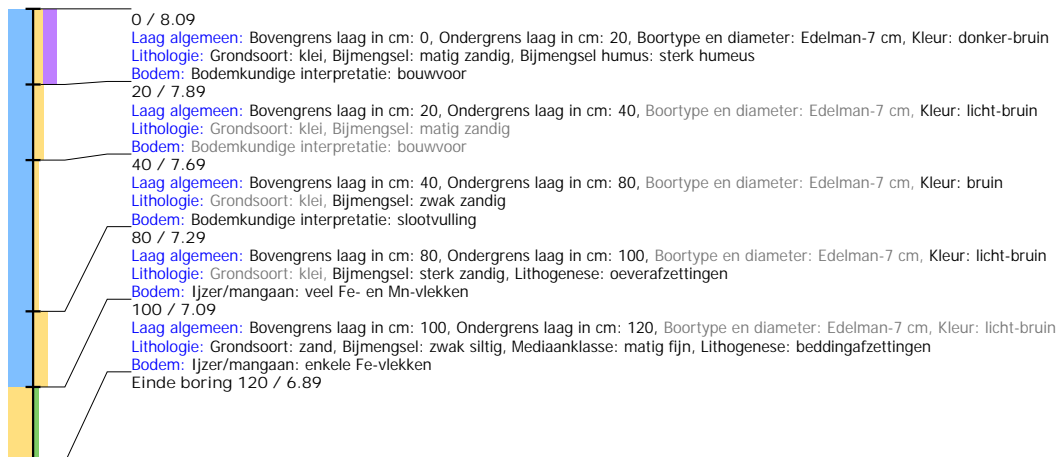 0 / 8.09
Laag algemeen: Bovengrens laag in cm: 0, Ondergrens laag in cm: 20, Boortype en diameter: Edelman-7 cm, Kleur: donker-bruin
Lithologie: Grondsoort: klei, Bijmengsel: matig zandig, Bijmengsel humus: sterk humeus
Bodem: Bodemkundige interpretatie: bouwvoor
20 / 7.89
Laag algemeen: Bovengrens laag in cm: 20, Ondergrens laag in cm: 40, Boortype en diameter: Edelman-7 cm, Kleur: licht-bruin
Lithologie: Grondsoort: klei, Bijmengsel: matig zandig
Bodem: Bodemkundige interpretatie: bouwvoor
40 / 7.69
Laag algemeen: Bovengrens laag in cm: 40, Ondergrens laag in cm: 80, Boortype en diameter: Edelman-7 cm, Kleur: bruin
Lithologie: Grondsoort: klei, Bijmengsel: zwak zandig
Bodem: Bodemkundige interpretatie: slootvulling
80 / 7.29
Laag algemeen: Bovengrens laag in cm: 80, Ondergrens laag in cm: 100, Boortype en diameter: Edelman-7 cm, Kleur: licht-bruin
Lithologie: Grondsoort: klei, Bijmengsel: sterk zandig, Lithogenese: oeverafzettingen
Bodem: Ijzer/mangaan: veel Fe- en Mn-vlekken
100 / 7.09
Laag algemeen: Bovengrens laag in cm: 100, Ondergrens laag in cm: 120, Boortype en diameter: Edelman-7 cm, Kleur: licht-bruin
Lithologie: Grondsoort: zand, Bijmengsel: zwak siltig, Mediaanklasse: matig fijn, Lithogenese: beddingafzettingen
Bodem: Ijzer/mangaan: enkele Fe-vlekken
Einde boring 120 / 6.89